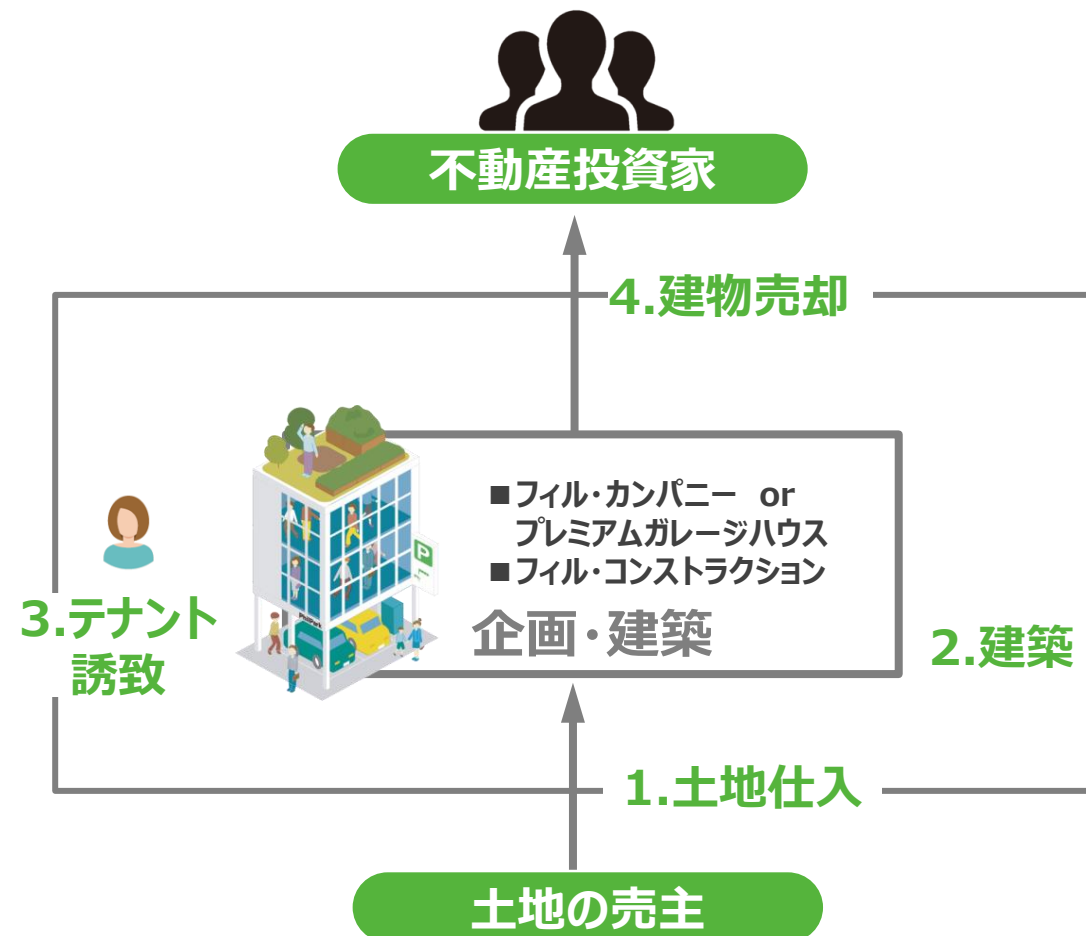 不動産投資家
4.建物売却
■フィル・カンパニー or
プレミアムガレージハウス
■フィル・コンストラクション
企画・建築
P
PhilPark
3.テナント
誘致
2.建築
1.土地仕入
土地の売主